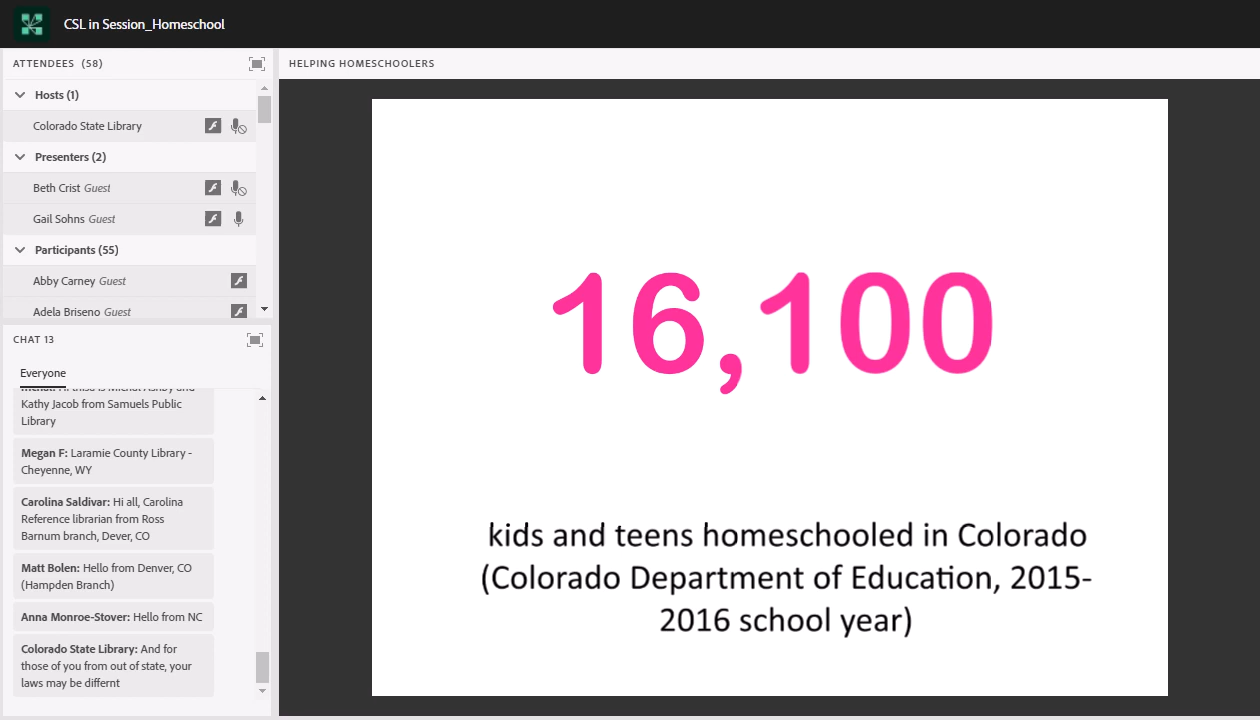 CSL in Session_Homeschool
ATTENDEES (58)
Hosts (1)
Colorado State Library
Presenters (2)
Beth Crist Guest
Gail Sohns Guest
Participants (55)
Abby Carney Guest
Adela Briseno Guest
CHAT 13
Everyone
Kathy Jacob from Samuels Public
Library
Megan F: Laramie County Library -
Cheyenne, WY
Carolina Saldivar: Hi all, Carolina
Reference librarian from Ross
Barnum branch, Dever, CO
Matt Bolen: Hello from Denver, CO
(Hampden Branch)
Anna Monroe-Stover: Hello from NC
Colorado State Library: And for
those of you from out of state, your
laws may be differnt
HELPING HOMESCHOOLERS
16,100
kids and teens homeschooled in Colorado
(Colorado Department of Education, 2015-
2016 school year)